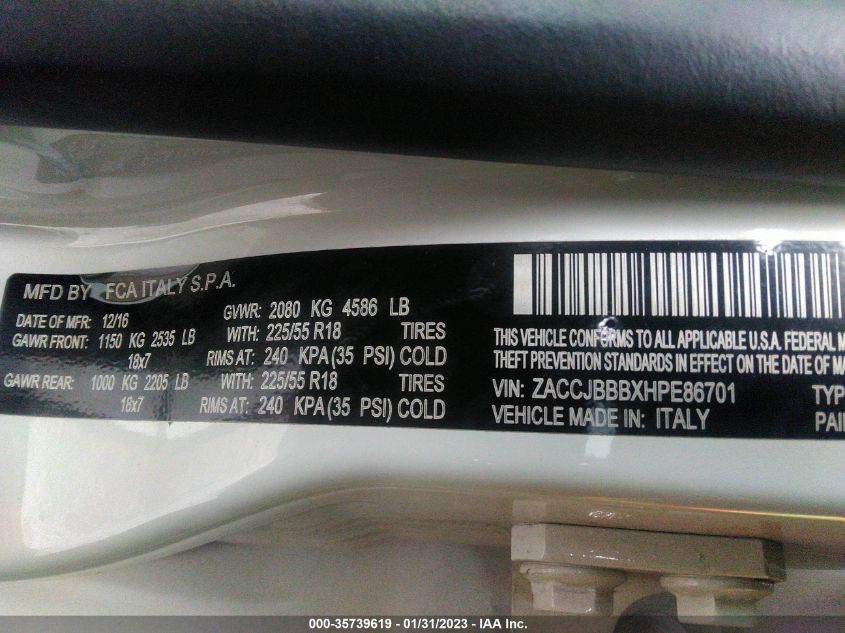 MFD BY FCA ITALY S.P.A.
DATE OF MFR: 12/16 GVWR: 2080 KG 4586 LB
GAWR FRONT: 1150 KG 2535 LB WITH: 225/55 R18 TIRES
18x7 RIMS AT: 240 KPA (35 PSI) COLD
GAWR REAR: 1000 KG 2205 LB WITH: 225/55 R18 TIRES
18x7 RIMS AT: 240 KPA (35 PSI) COLD
THIS VEHICLE CONFORMS TO ALL APPLICABLE U.S.A. FEDERAL M
THEFT PREVENTION STANDARDS IN EFFECT ON THE DATE OF MA
VIN: ZACCJBBBXHPE86701 TYP
VEHICLE MADE IN: ITALY PAI
000-35739619 - 01/31/2023 - IAA Inc.